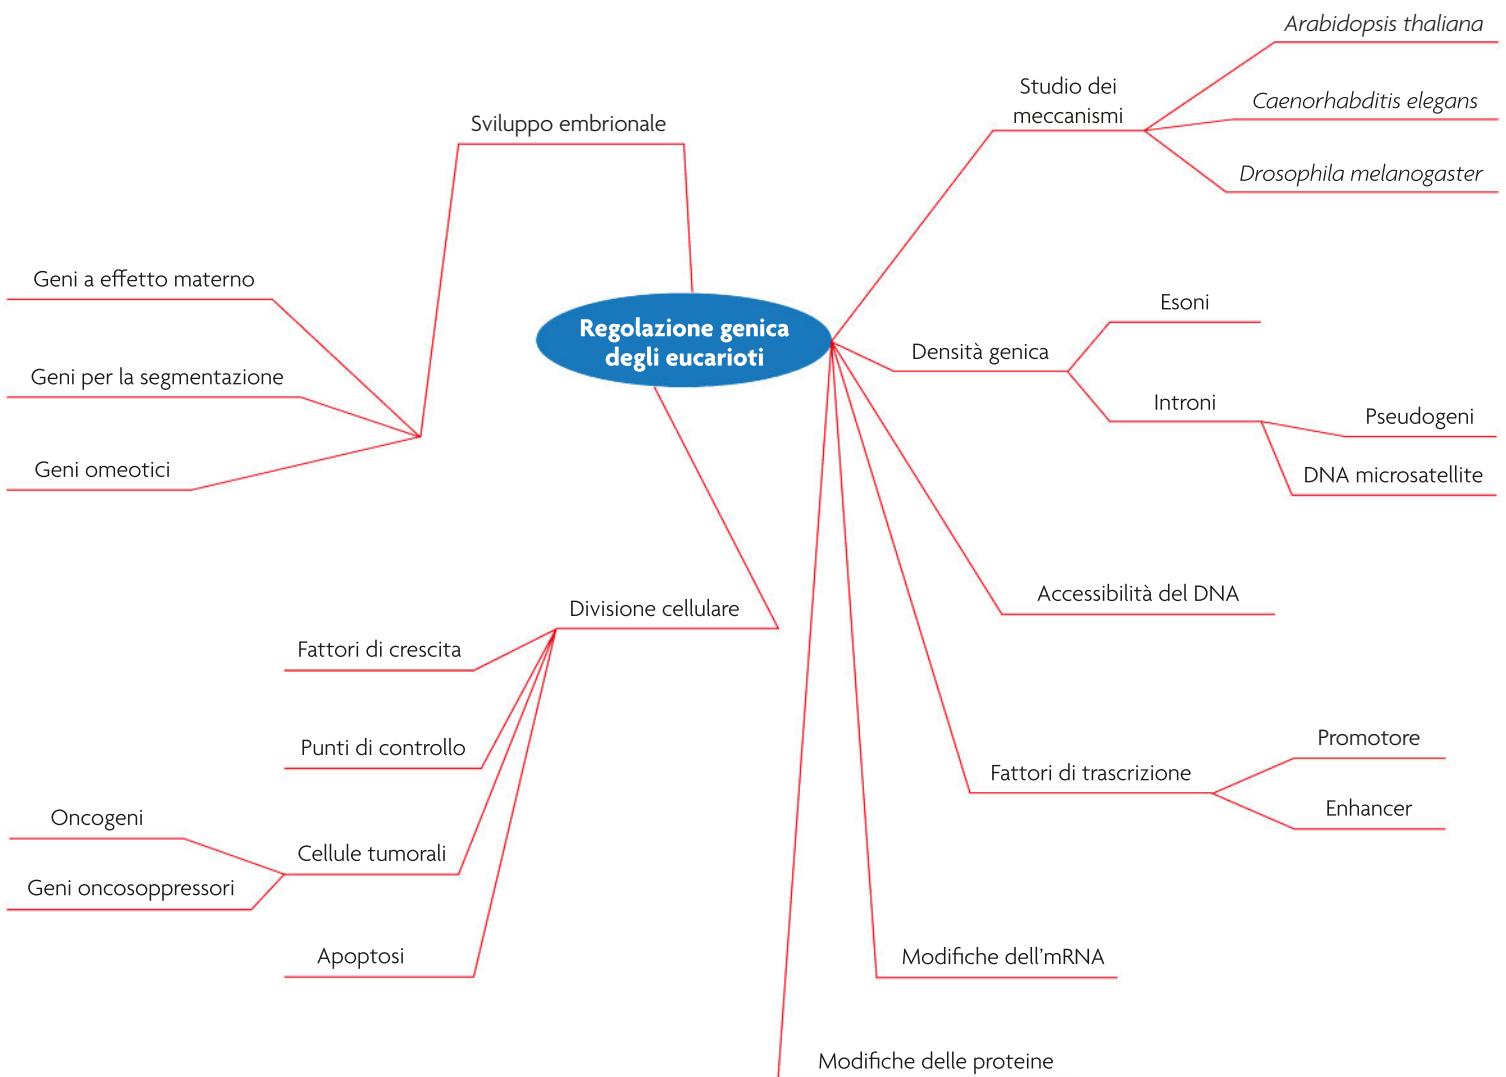 Arabidopsis thaliana
Studio dei
meccanismi
Caenorhabditis elegans
Drosophila melanogaster
Sviluppo embrionale
Geni a effetto materno
Geni per la segmentazione
Geni omeotici
Regolazione genica
degli eucarioti
Densità genica
Esoni
Introni
Pseudogeni
DNA microsatellite
Accessibilità del DNA
Divisione cellulare
Fattori di crescita
Punti di controllo
Cellule tumorali
Oncogeni
Geni oncosoppressori
Apoptosi
Fattori di trascrizione
Promotore
Enhancer
Modifiche dell’mRNA
Modifiche delle proteine